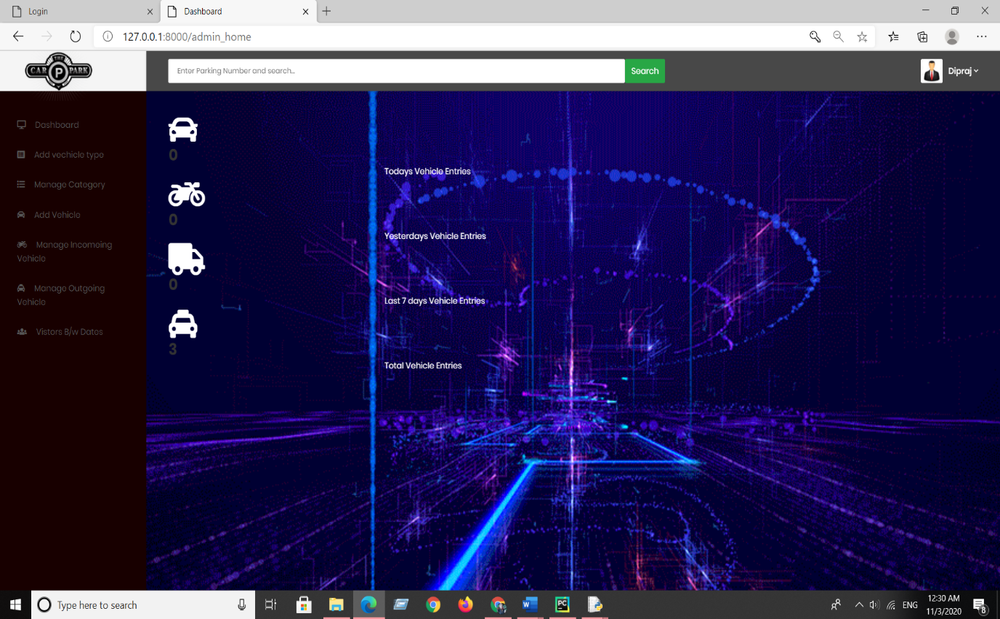 Login
Dashboard
127.0.0.1:8000/admin_home
THE
CAR P PARK
Enter Parking Number and search...
Search
Dipraj
Dashboard
Add vechicle type
Manage Category
Add Vehicle
Manage Incomoing
Vehicle
Manage Outgoing
Vehicle
Vistors B/w Dates
0
Todays Vehicle Entries
0
Yesterdays Vehicle Entries
0
Last 7 days Vehicle Entries
3
Total Vehicle Entries
Type here to search
W
PC
ENG
12:30 AM
11/3/2020
8